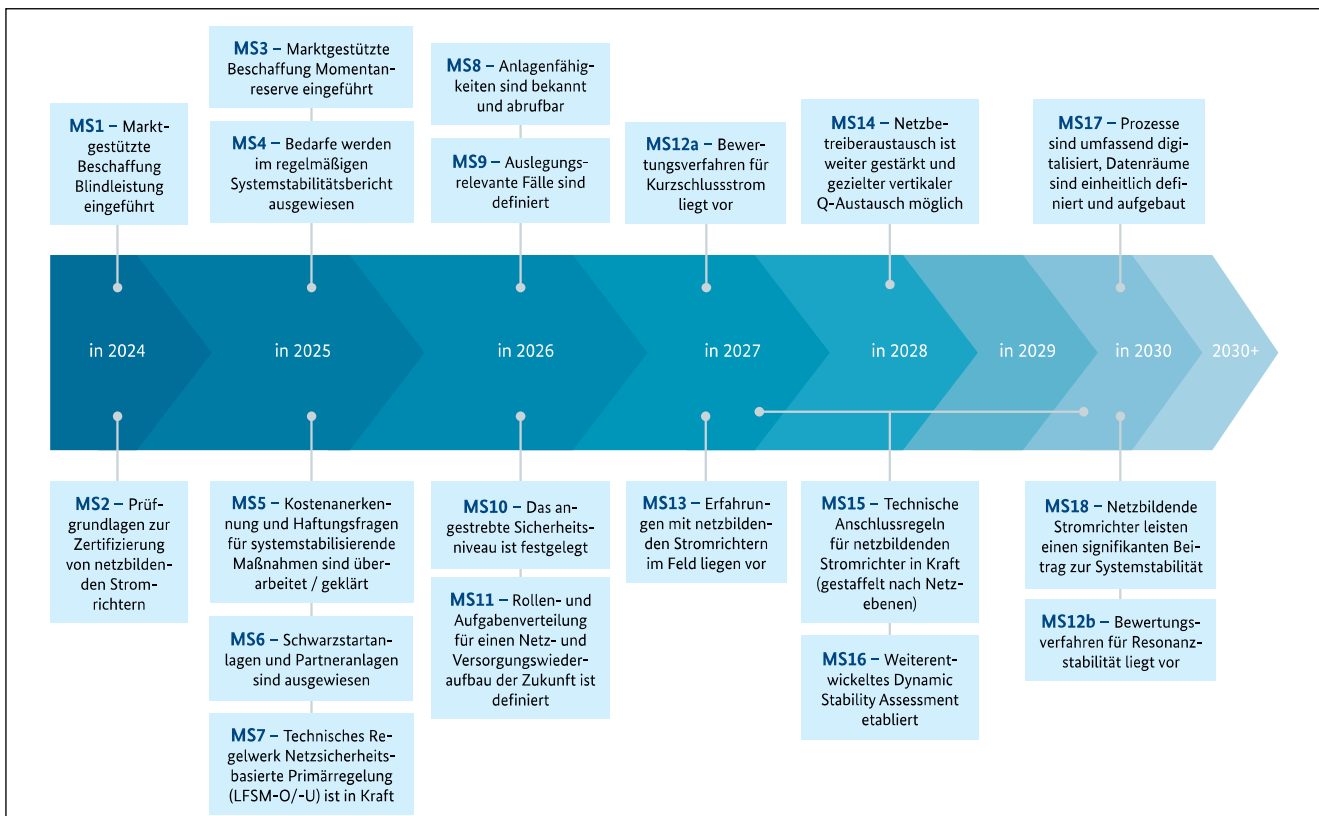 MS1 – Markt-
gestützte
Beschaffung
Blindleistung
eingeführt
MS3 – Marktgestützte
Beschaffung Momentan-
reserve eingeführt
MS4 – Bedarfe werden
im regelmäßigen
Systemstabilitätsbericht
ausgewiesen
MS8 – Anlagenfähig-
keiten sind bekannt
und abrufbar
MS9 – Auslegungs-
relevante Fälle sind
definiert
MS12a – Bewer-
tungsverfahren für
Kurzschlussstrom
liegt vor
MS14 – Netzbe-
treiberaustausch ist
weiter gestärkt und
gezielter vertikaler
Q-Austausch möglich
MS17 – Prozesse
sind umfassend digi-
talisiert, Datenräume
sind einheitlich defi-
niert und aufgebaut
in 2024
in 2025
in 2026
in 2027
in 2028
in 2029
in 2030
2030+
MS2 – Prüf-
grundlagen zur
Zertifizierung
von netzbilden-
den Strom-
richtern
MS5 – Kostenanerken-
nung und Haftungsfragen
für systemstabilisierende
Maßnahmen sind über-
arbeitet / geklärt
MS6 – Schwarzstartan-
lagen und Partneranlagen
sind ausgewiesen
MS7 – Technisches Re-
gelwerk Netzsicherheits-
basierte Primärregelung
(LFSM-O/-U) ist in Kraft
MS10 – Das an-
gestrebte Sicherheits-
niveau ist festgelegt
MS11 – Rollen- und
Aufgabenverteilung
für einen Netz- und
Versorgungswieder-
aufbau der Zukunft ist
definiert
MS13 – Erfahrun-
gen mit netzbilden-
den Stromrichtern
im Feld liegen vor
MS15 – Technische
Anschlussregeln
für netzbildenden
Stromrichter in Kraft
(gestaffelt nach Netz-
ebenen)
MS16 – Weiterent-
wickeltes Dynamic
Stability Assessment
etabliert
MS18 – Netzbildende
Stromrichter leisten
einen signifikanten Bei-
trag zur Systemstabilität
MS12b – Bewertungs-
verfahren für Resonanz-
stabilität liegt vor